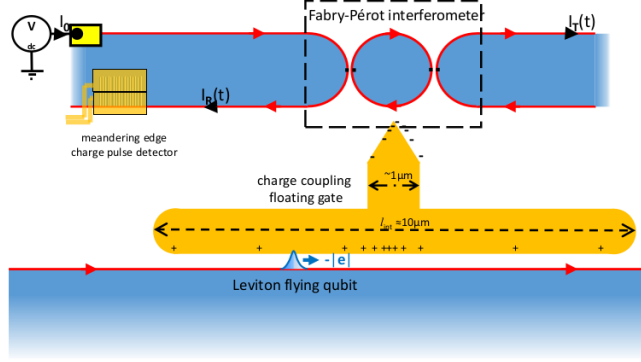 Fabry-Pérot interferometer
V
dc
I0
IT(t)
IR(t)
meandering edge
charge pulse detector
charge coupling
floating gate
~1µm
lint ≈10µm
- - - - - - -
+ + + + + + + + + + +
-|e|
Leviton flying qubit